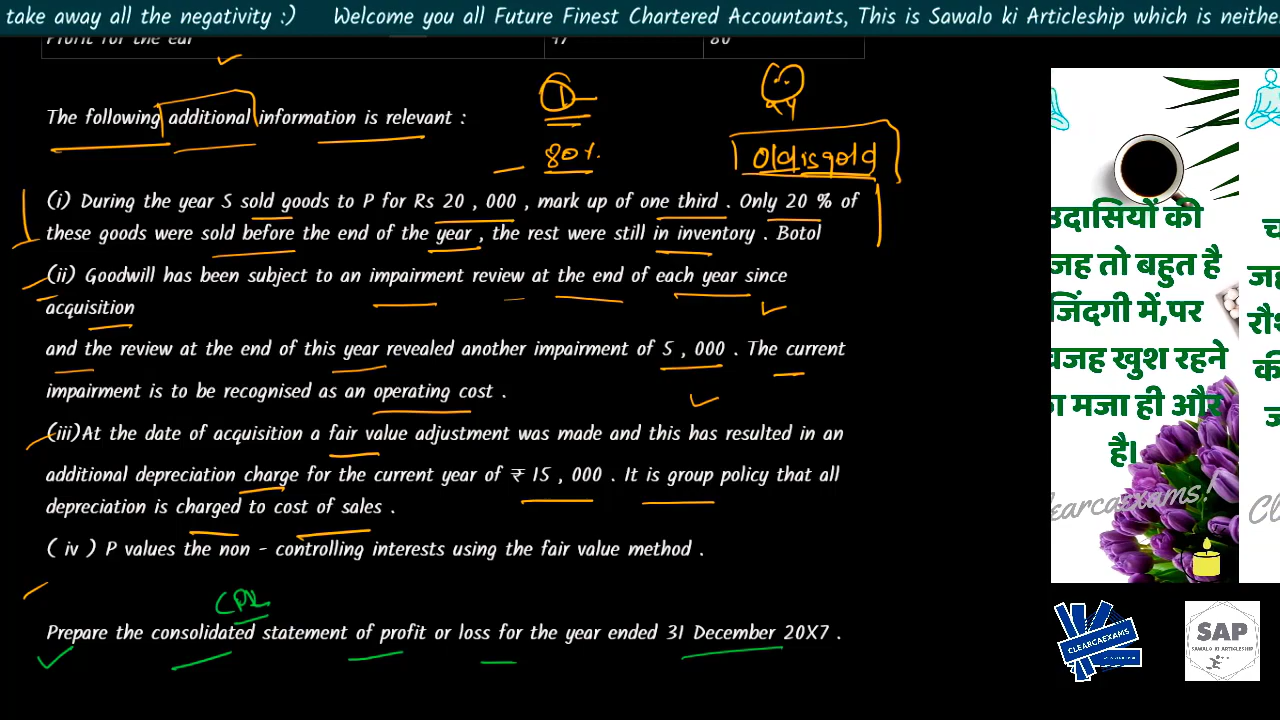 take away all the negativity :) Welcome you all Future Finest Chartered Accountants, This is Sawalo ki Articleship which is neithe
Profit for the ear 47 80
The following additional information is relevant :
80%
Old is gold
(i) During the year S sold goods to P for Rs 20 , 000 , mark up of one third . Only 20 % of
these goods were sold before the end of the year , the rest were still in inventory . Botol
(ii) Goodwill has been subject to an impairment review at the end of each year since
acquisition
and the review at the end of this year revealed another impairment of 5 , 000 . The current
impairment is to be recognised as an operating cost .
(iii)At the date of acquisition a fair value adjustment was made and this has resulted in an
additional depreciation charge for the current year of ₹ 15 , 000 . It is group policy that all
depreciation is charged to cost of sales .
( iv ) P values the non - controlling interests using the fair value method .
CPL
Prepare the consolidated statement of profit or loss for the year ended 31 December 20X7 .
उदासियों की
जह तो बहुत है
जिंदगी में,पर
वजह खुश रहने
का मजा ही और
है।
learcaexams!
CLEARCAEXAMS
SAP
SAWALO KI ARTICLESHIP